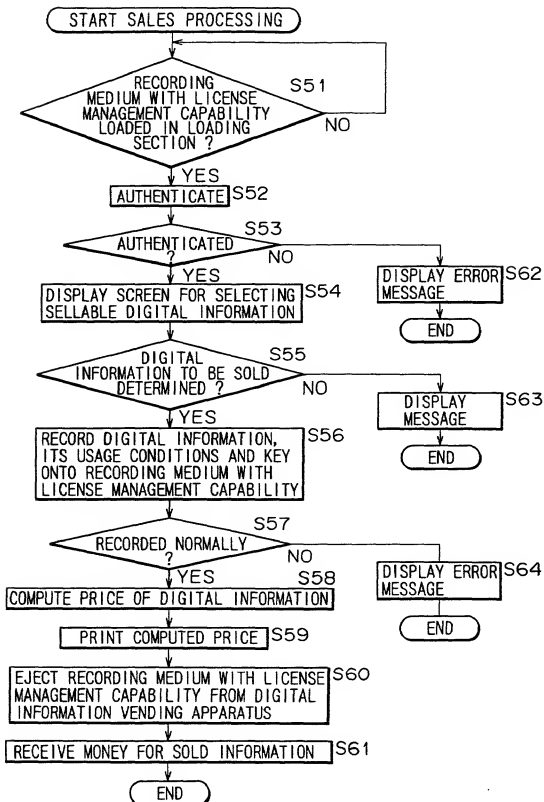 START SALES PROCESSING
RECORDING
MEDIUM WITH LICENSE
MANAGEMENT CAPABILITY
LOADED IN LOADING
SECTION ?
S51
NO
YES
AUTHENTICATE
S52
AUTHENTICATED
?
S53
NO
YES
DISPLAY ERROR
MESSAGE
S62
END
DISPLAY SCREEN FOR SELECTING
SELLABLE DIGITAL INFORMATION
S54
DIGITAL
INFORMATION TO BE SOLD
DETERMINED ?
S55
NO
YES
DISPLAY
MESSAGE
S63
END
RECORD DIGITAL INFORMATION,
ITS USAGE CONDITIONS AND KEY
ONTO RECORDING MEDIUM WITH
LICENSE MANAGEMENT CAPABILITY
S56
RECORDED NORMALLY
?
S57
NO
YES
DISPLAY ERROR
MESSAGE
S64
END
COMPUTE PRICE OF DIGITAL INFORMATION
S58
PRINT COMPUTED PRICE
S59
EJECT RECORDING MEDIUM WITH LICENSE
MANAGEMENT CAPABILITY FROM DIGITAL
INFORMATION VENDING APPARATUS
S60
RECEIVE MONEY FOR SOLD INFORMATION
S61
END